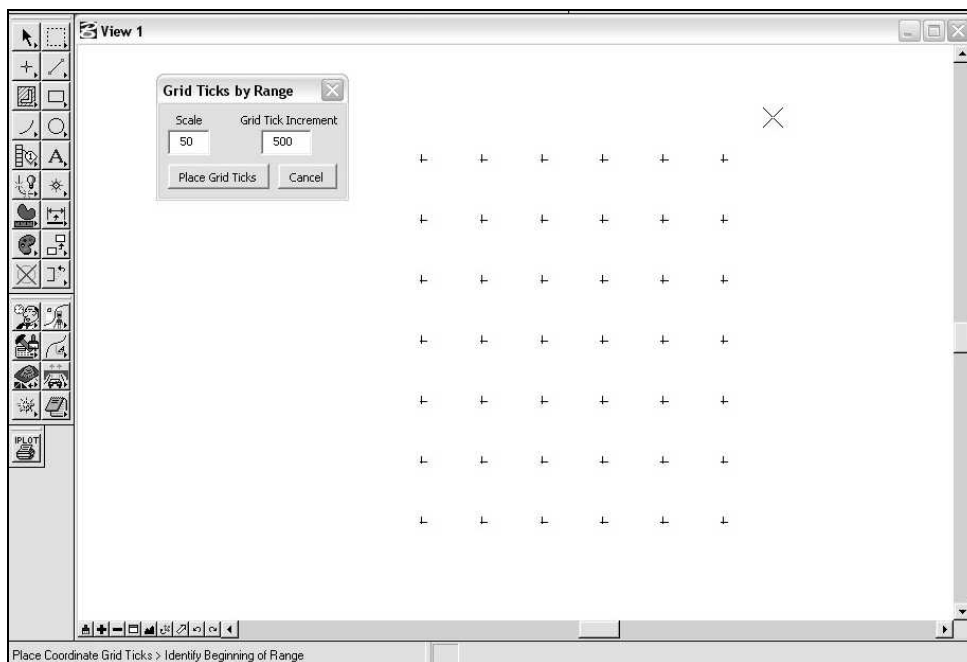 View 1
Grid Ticks by Range
Scale Grid Tick Increment
50 500
Place Grid Ticks Cancel
A
IPLOT
Place Coordinate Grid Ticks > Identify Beginning of Range